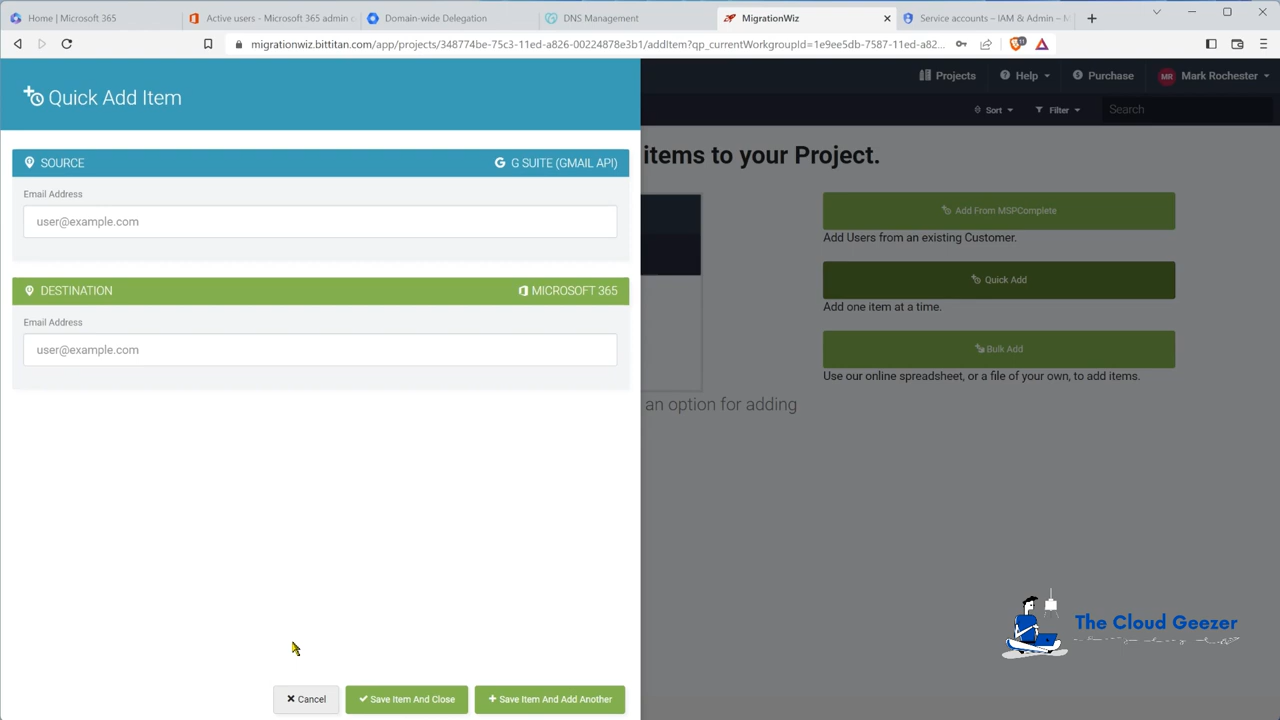 Home | Microsoft 365
Active users - Microsoft 365 admin c
Domain-wide Delegation
DNS Management
MigrationWiz
Service accounts – IAM & Admin – M
migrationwiz.bittitan.com/app/projects/348774be-75c3-11ed-a826-00224878e3b1/addItem?qp_currentWorkgroupId=1e9ee5db-7587-11ed-a82...
Projects
Help
Purchase
MR Mark Rochester
Quick Add Item
Sort
Filter
Search
items to your Project.
SOURCE
G SUITE (GMAIL API)
Email Address
user@example.com
DESTINATION
MICROSOFT 365
Email Address
user@example.com
Add From MSPComplete
Add Users from an existing Customer.
Quick Add
Add one item at a time.
Bulk Add
Use our online spreadsheet, or a file of your own, to add items.
an option for adding
The Cloud Geezer
Cancel
Save Item And Close
Save Item And Add Another